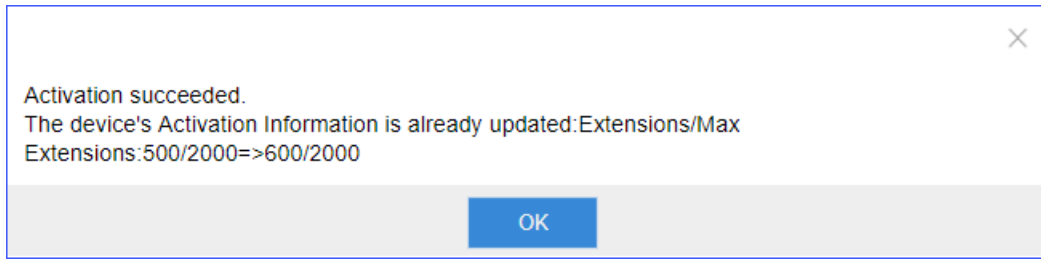 Activation succeeded.
The device's Activation Information is already updated:Extensions/Max
Extensions:500/2000=>600/2000
OK